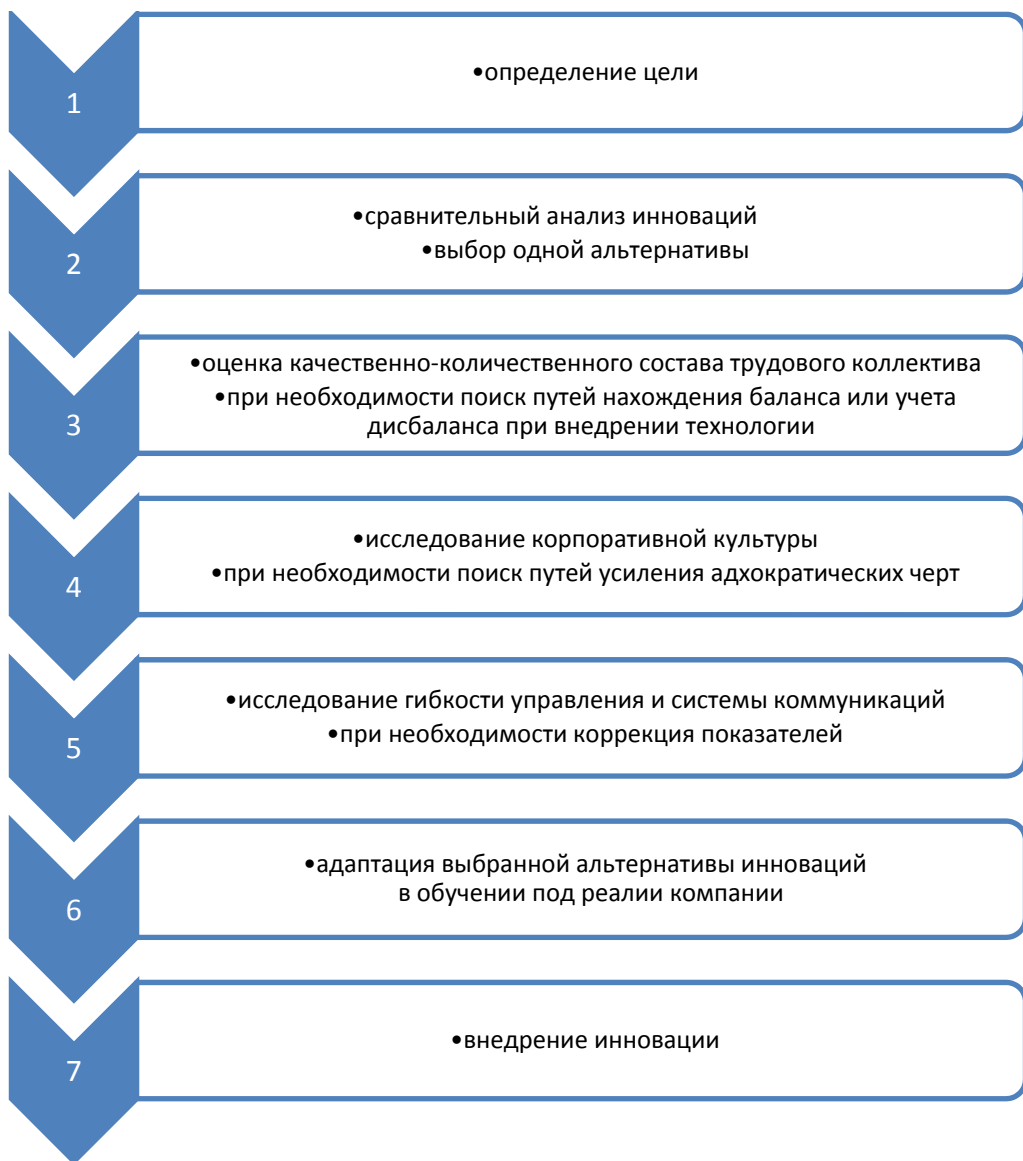 1
•определение цели
2
•сравнительный анализ инноваций
•выбор одной альтернативы
3
•оценка качественно-количественного состава трудового коллектива
•при необходимости поиск путей нахождения баланса или учета
дисбаланса при внедрении технологии
4
•исследование корпоративной культуры
•при необходимости поиск путей усиления адхократических черт
5
•исследование гибкости управления и системы коммуникаций
•при необходимости коррекция показателей
6
•адаптация выбранной альтернативы инноваций
в обучении под реалии компании
7
•внедрение инновации